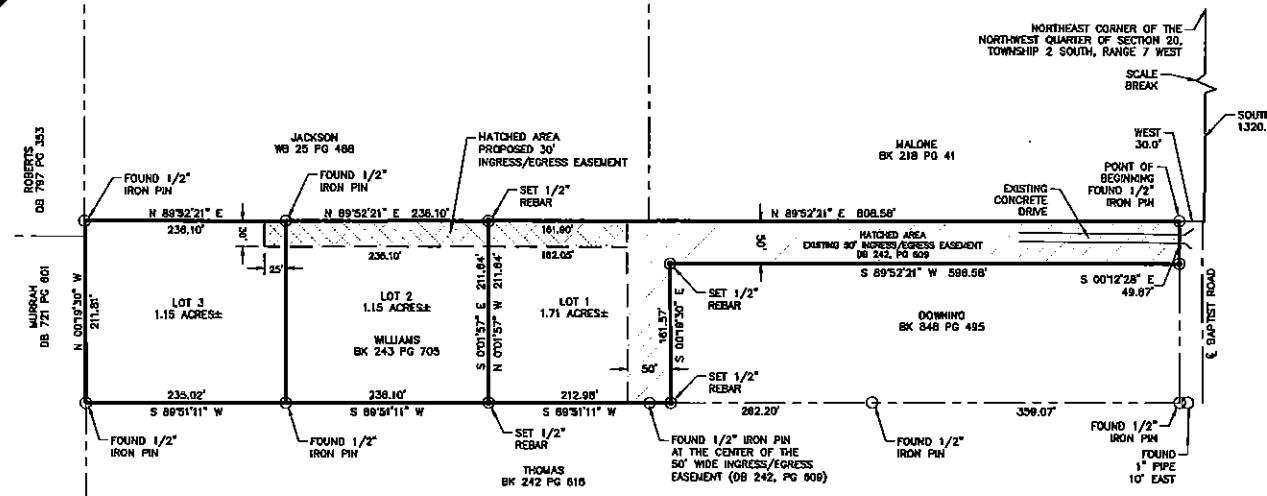 NORTHEAST CORNER OF THE
NORTHWEST QUARTER OF SECTION 20,
TOWNSHIP 2 SOUTH, RANGE 7 WEST
SCALE
BREAK
1320.
WEST
30.0'
POINT OF
BEGINNING
FOUND 1/2"
IRON PIN
ROBERTS
DB 797 PG 353
JACKSON
WB 25 PG 488
HATCHED AREA
PROPOSED 30'
INGRESS/EGRESS EASEMENT
MALONE
BK 218 PG 41
EXISTING
CONCRETE
DRIVE
FOUND 1/2"
IRON PIN
FOUND 1/2"
IRON PIN
SET 1/2"
REBAR
N 89°52'21" E
236.10'
N 89°52'21" E 236.10'
N 89°52'21" E 808.58'
161.90'
30'
50'
HATCHED AREA
EXISTING 50' INGRESS/EGRESS EASEMENT
DB 242, PG 609
25'
236.10'
162.05'
S 89°52'21" W 598.58'
S 00°12'28" E
49.87'
MURRAH
DB 721 PG 601
N 00°19'30" W
211.81'
LOT 3
1.15 ACRES±
LOT 2
1.15 ACRES±
WILLIAMS
BK 243 PG 705
S 0°01'57" E 211.64'
N 0°01'57" W 211.64'
LOT 1
1.71 ACRES±
SET 1/2"
REBAR
161.57'
S 00°19'30" E
DOWNING
BK 848 PG 495
BAPTIST ROAD
50'
SET 1/2"
REBAR
235.02'
S 89°51'11" W
236.10'
S 89°51'11" W
212.98'
S 89°51'11" W
262.20'
359.07'
FOUND 1/2"
IRON PIN
FOUND 1/2"
IRON PIN
SET 1/2"
REBAR
FOUND 1/2" IRON PIN
AT THE CENTER OF THE
50' WIDE INGRESS/EGRESS
EASEMENT (DB 242, PG 609)
FOUND 1/2"
IRON PIN
FOUND 1/2"
IRON PIN
FOUND
1" PIPE
10" EAST
THOMAS
BK 242 PG 616